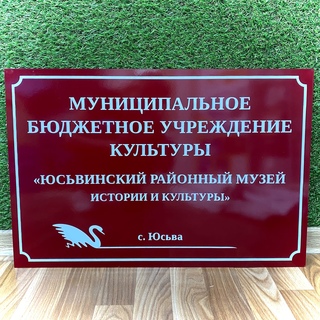 МУНИЦИПАЛЬНОЕ
БЮДЖЕТНОЕ УЧРЕЖДЕНИЕ
КУЛЬТУРЫ
«ЮСЬВИНСКИЙ РАЙОННЫЙ МУЗЕЙ
ИСТОРИИ И КУЛЬТУРЫ»
с. Юсьва